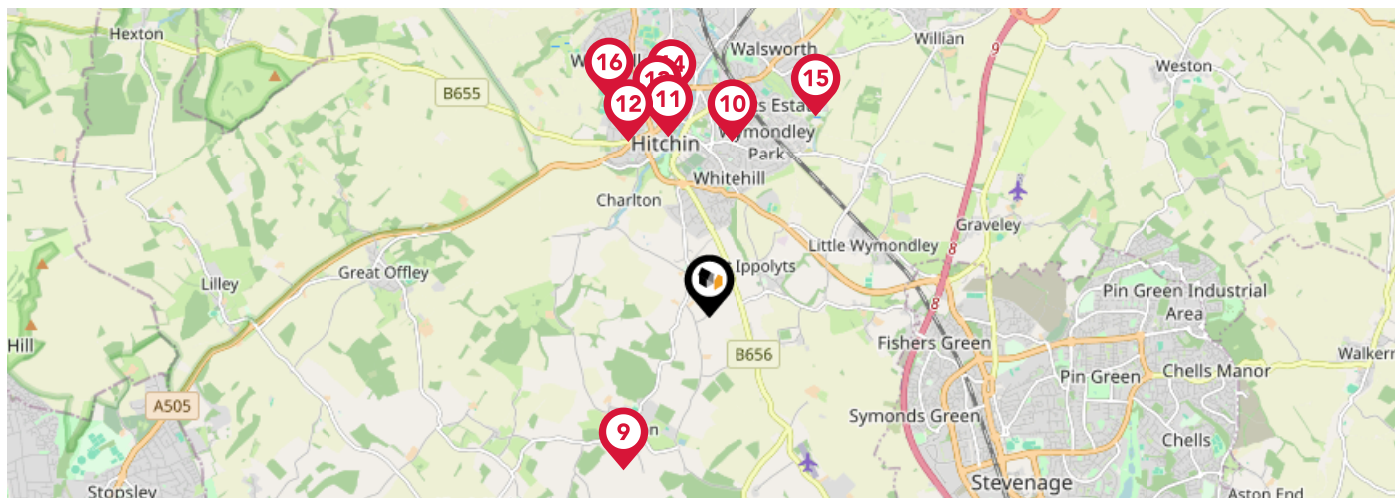 Hexton
Walsworth
Willian
9
Weston
16
15
B655
12
11
10
Hitchin
Wymondley
Park
Whitehill
Charlton
Graveley
Little Wymondley
8
Great Offley
Ippolyts
Lilley
Pin Green Industrial
Area
8
Hill
Fishers Green
B656
Chells Manor
Pin Green
A505
Symonds Green
9
Chells
Stevenage
Stopsley
Aston End